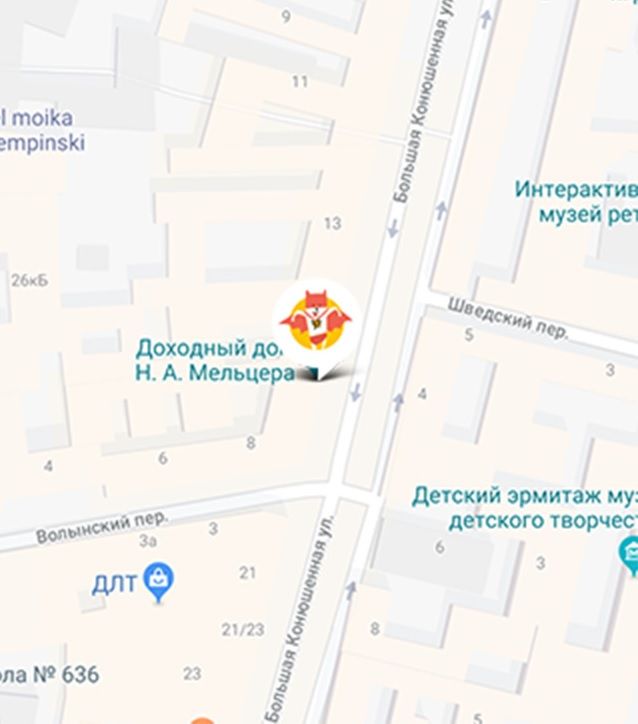 9
Большая Конюшенная ул.
11
l moika
empinski
Интерактив
музей рет
13
26кБ
Шведский пер.
5
Доходный до
Н. А. Мельцера
3
4
8
6
4
Детский эрмитаж муз
детского творчест
Волынский пер.
3
3а
6
3
ДЛТ
21
Большая Конюшенная ул.
21/23
8
ола № 636
23
5